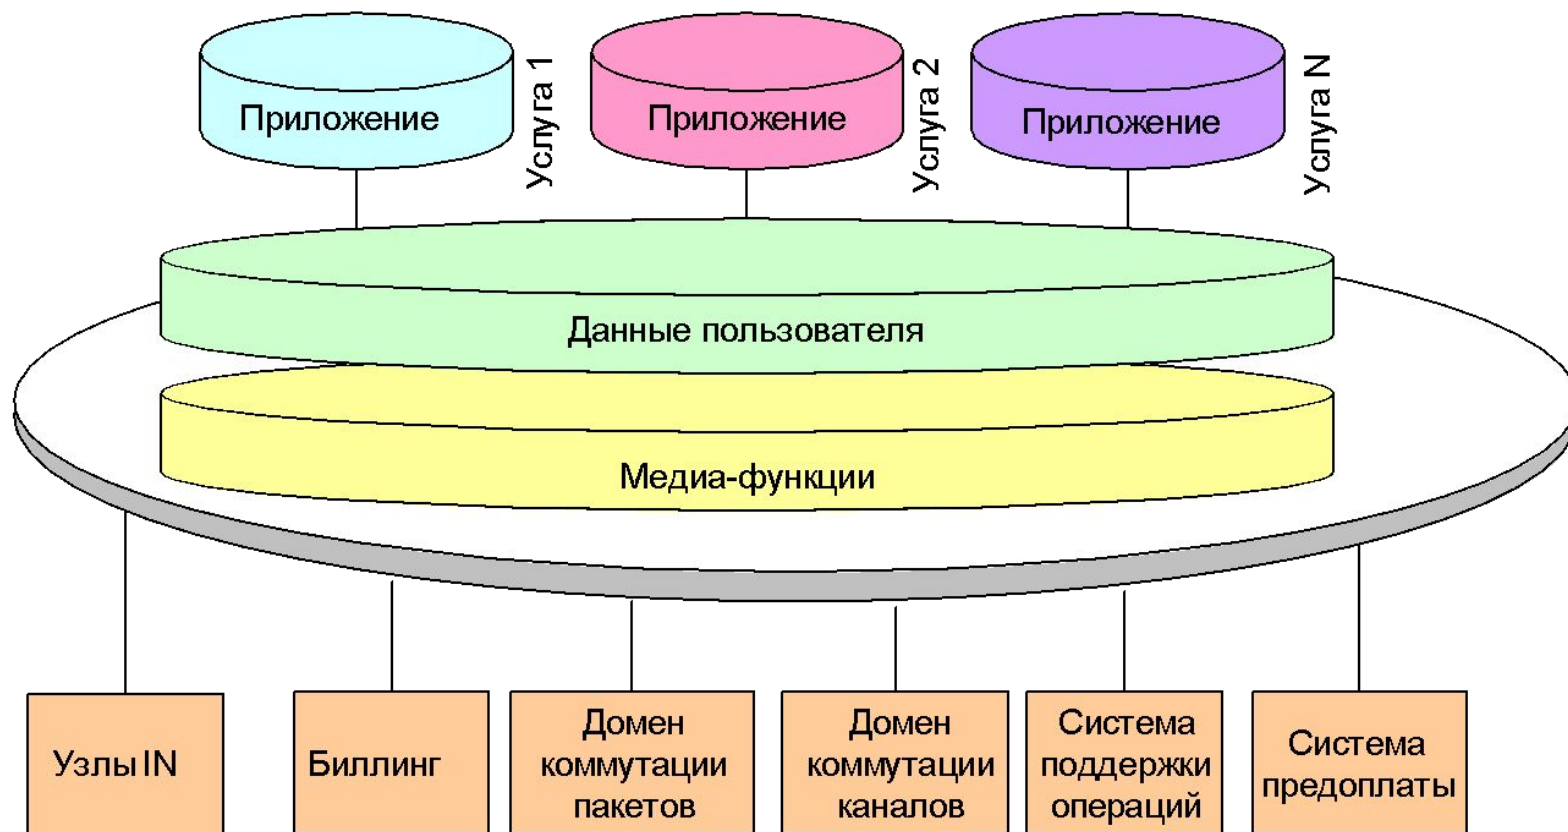 Приложение
Услуга 1
Приложение
Услуга 2
Приложение
Услуга N
Данные пользователя
Медиа-функции
Узлы IN
Биллинг
Домен
коммутации
пакетов
Домен
коммутации
каналов
Система
поддержки
операций
Система
предоплаты